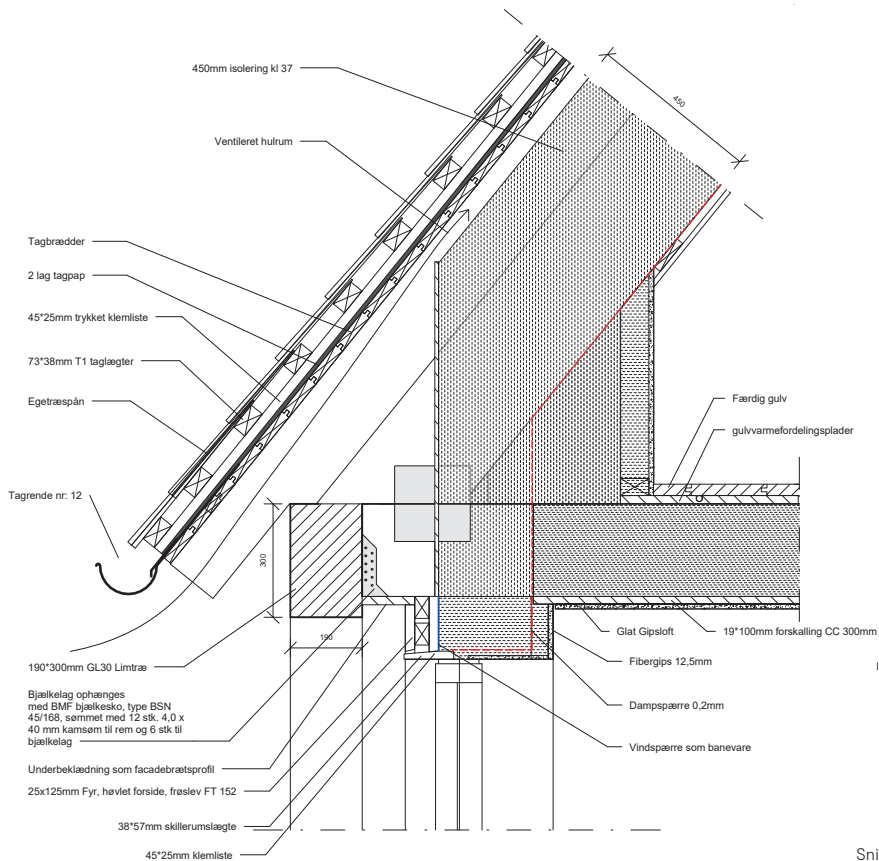 450mm isolering kl 37
450
Ventileret hulrum
Tagbrædder
2 lag tagpap
45*25mm trykket klemliste
73*38mm T1 taglægter
Egetræspån
Tagrende nr: 12
Færdig gulv
gulvvarmefordelingsplader
300
190
190*300mm GL30 Limtræ
Bjælkelag ophænges
med BMF bjælkesko, type BSN
45/168, sømmet med 12 stk. 4,0 x
40 mm kamsøm til rem og 6 stk til
bjælkelag
Underbeklædning som facadebrætsprofil
25x125mm Fyr, høvlet forside, frøslev FT 152
38*57mm skillerumslægte
45*25mm klemliste
Glat Gipsloft
19*100mm forskalling CC 300mm
Fibergips 12,5mm
Dampspærre 0,2mm
Vindspærre som banevare
Sni